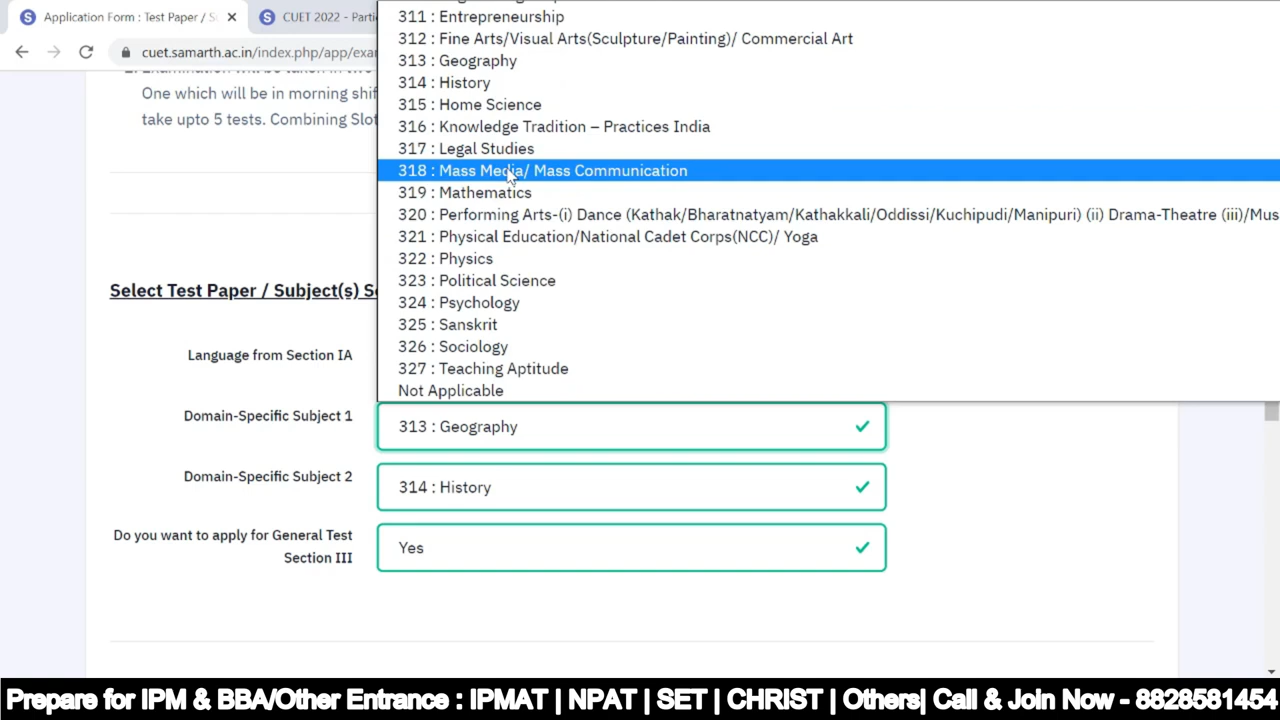 Application Form : Test Paper / S
CUET 2022 - Parti
cuet.samarth.ac.in/index.php/app/exa
One which will be in morning shif
take upto 5 tests. Combining Slot
311 : Entrepreneurship
312 : Fine Arts/Visual Arts(Sculpture/Painting)/ Commercial Art
313 : Geography
314 : History
315 : Home Science
316 : Knowledge Tradition – Practices India
317 : Legal Studies
318 : Mass Media/ Mass Communication
319 : Mathematics
320 : Performing Arts-(i) Dance (Kathak/Bharatnatyam/Kathakkali/Oddissi/Kuchipudi/Manipuri) (ii) Drama-Theatre (iii)/Mus
321 : Physical Education/National Cadet Corps(NCC)/ Yoga
322 : Physics
323 : Political Science
324 : Psychology
325 : Sanskrit
326 : Sociology
327 : Teaching Aptitude
Not Applicable
Select Test Paper / Subject(s) S
Language from Section IA
Domain-Specific Subject 1
313 : Geography
Domain-Specific Subject 2
314 : History
Do you want to apply for General Test
Section III
Yes
Prepare for IPM & BBA/Other Entrance : IPMAT | NPAT | SET | CHRIST | Others| Call & Join Now - 8828581454